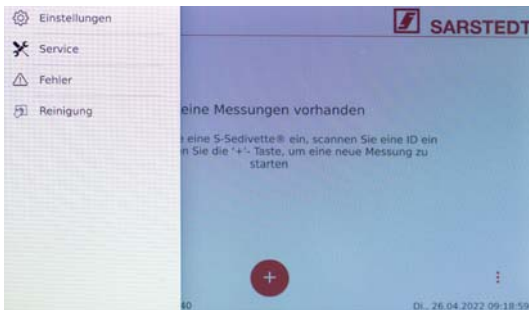 Einstellungen
Service
Fehler
Reinigung
SARSTEDT
eine Messungen vorhanden
eine S-Sedivette® ein, scannen Sie eine ID ein
n Sie die '+'- Taste, um eine neue Messung zu
starten
+
40
Di., 26.04.2022 09:18:59